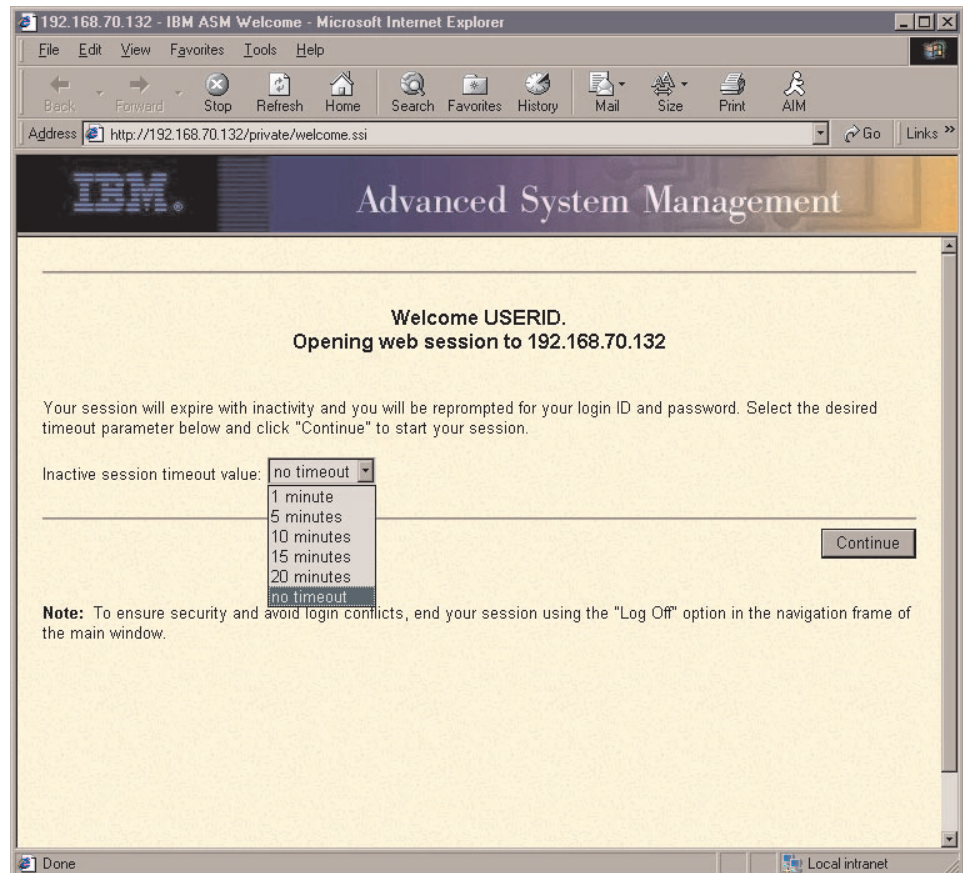 192.168.70.132 - IBM ASM Welcome - Microsoft Internet Explorer
File Edit View Favorites Tools Help
Back Forward Stop Refresh Home Search Favorites History Mail Size Print AIM
Address http://192.168.70.132/private/welcome.ssi Go Links »
IBM. Advanced System Management
Welcome USERID.
Opening web session to 192.168.70.132
Your session will expire with inactivity and you will be reprompted for your login ID and password. Select the desired
timeout parameter below and click "Continue" to start your session.
Inactive session timeout value: no timeout
1 minute
5 minutes
10 minutes
15 minutes
20 minutes
no timeout
Continue
Note: To ensure security and avoid login conflicts, end your session using the "Log Off" option in the navigation frame of
the main window.
Done Local intranet